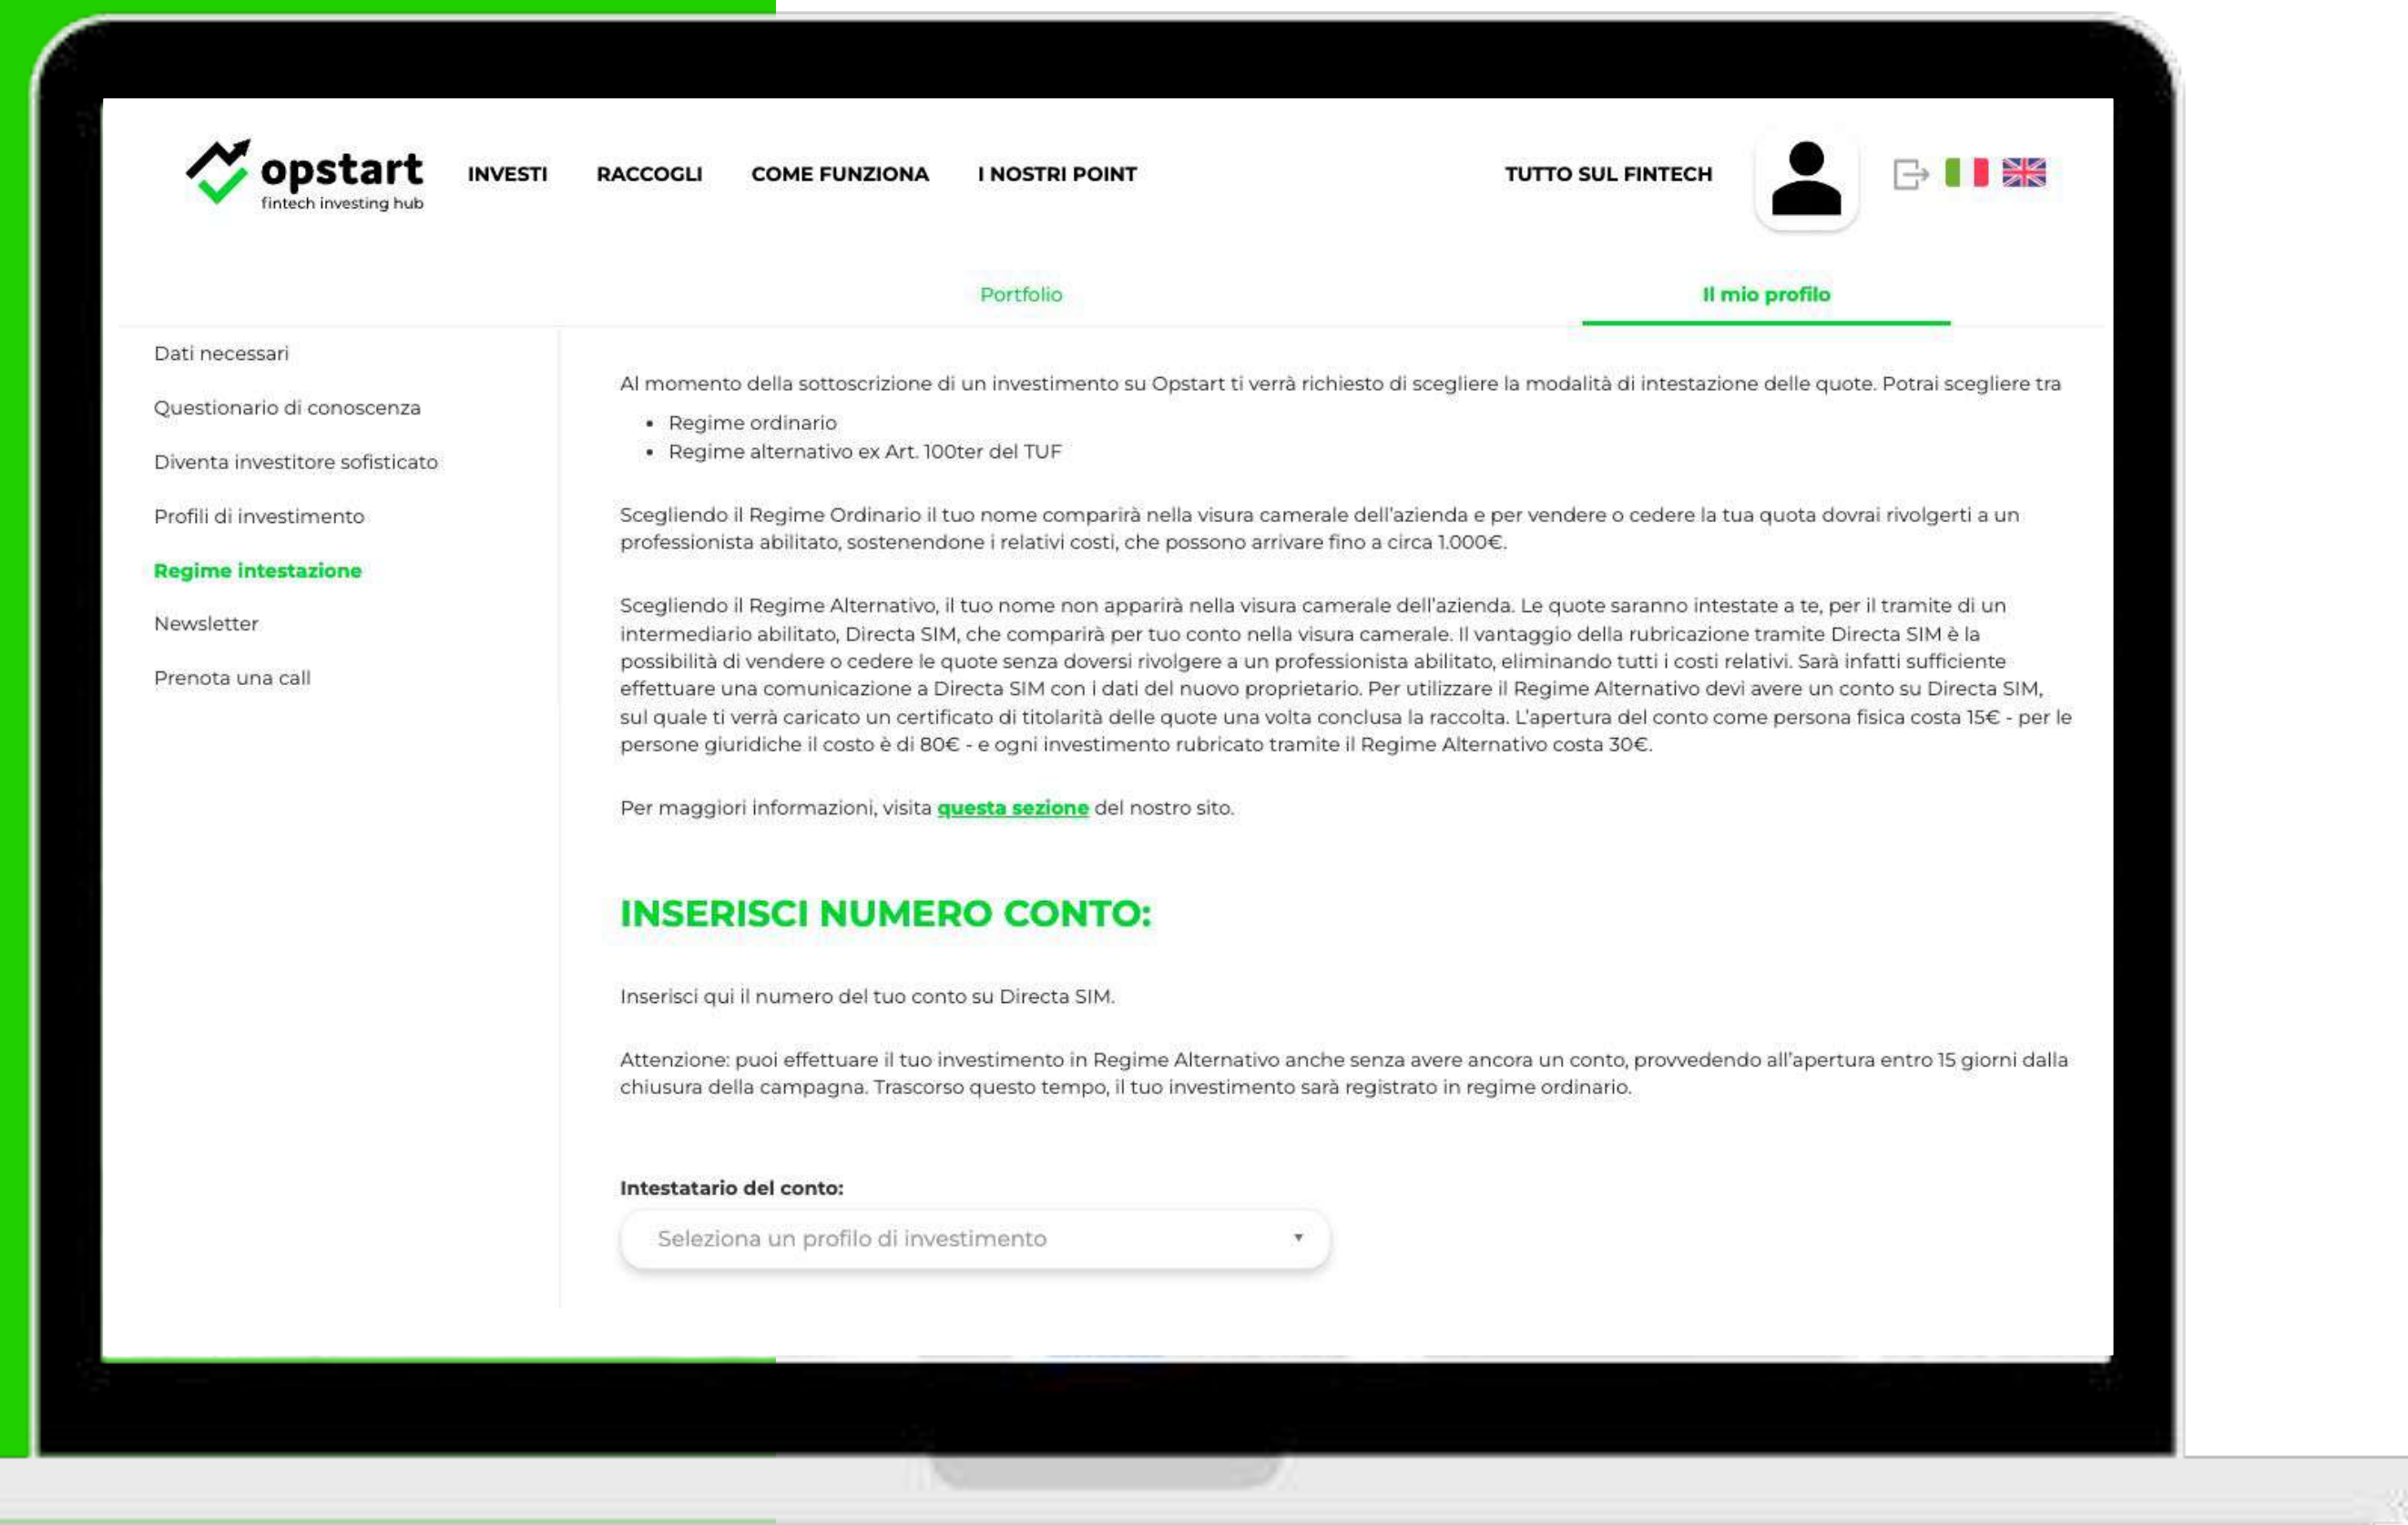 opstart
fintech investing hub
INVESTI
RACCOGLI
COME FUNZIONA
I NOSTRI POINT
TUTTO SUL FINTECH
Portfolio
Il mio profilo
Dati necessari
Questionario di conoscenza
Diventa investitore sofisticato
Profili di investimento
Regime intestazione
Newsletter
Prenota una call
Al momento della sottoscrizione di un investimento su Opstart ti verrà richiesto di scegliere la modalità di intestazione delle quote. Potrai scegliere tra
• Regime ordinario
• Regime alternativo ex Art. 100ter del TUF
Scegliendo il Regime Ordinario il tuo nome comparirà nella visura camerale dell'azienda e per vendere o cedere la tua quota dovrai rivolgerti a un
professionista abilitato, sostenendone i relativi costi, che possono arrivare fino a circa 1.000€.
Scegliendo il Regime Alternativo, il tuo nome non apparirà nella visura camerale dell'azienda. Le quote saranno intestate a te, per il tramite di un
intermediario abilitato, Directa SIM, che comparirà per tuo conto nella visura camerale. Il vantaggio della rubricazione tramite Directa SIM è la
possibilità di vendere o cedere le quote senza doversi rivolgere a un professionista abilitato, eliminando tutti i costi relativi. Sarà infatti sufficiente
effettuare una comunicazione a Directa SIM con i dati del nuovo proprietario. Per utilizzare il Regime Alternativo devi avere un conto su Directa SIM,
sul quale ti verrà caricato un certificato di titolarità delle quote una volta conclusa la raccolta. L'apertura del conto come persona fisica costa 15€ - per le
persone giuridiche il costo è di 80€ - e ogni investimento rubricato tramite il Regime Alternativo costa 30€.
Per maggiori informazioni, visita questa sezione del nostro sito.
INSERISCI NUMERO CONTO:
Inserisci qui il numero del tuo conto su Directa SIM.
Attenzione: puoi effettuare il tuo investimento in Regime Alternativo anche senza avere ancora un conto, provvedendo all'apertura entro 15 giorni dalla
chiusura della campagna. Trascorso questo tempo, il tuo investimento sarà registrato in regime ordinario.
Intestatario del conto:
Seleziona un profilo di investimento